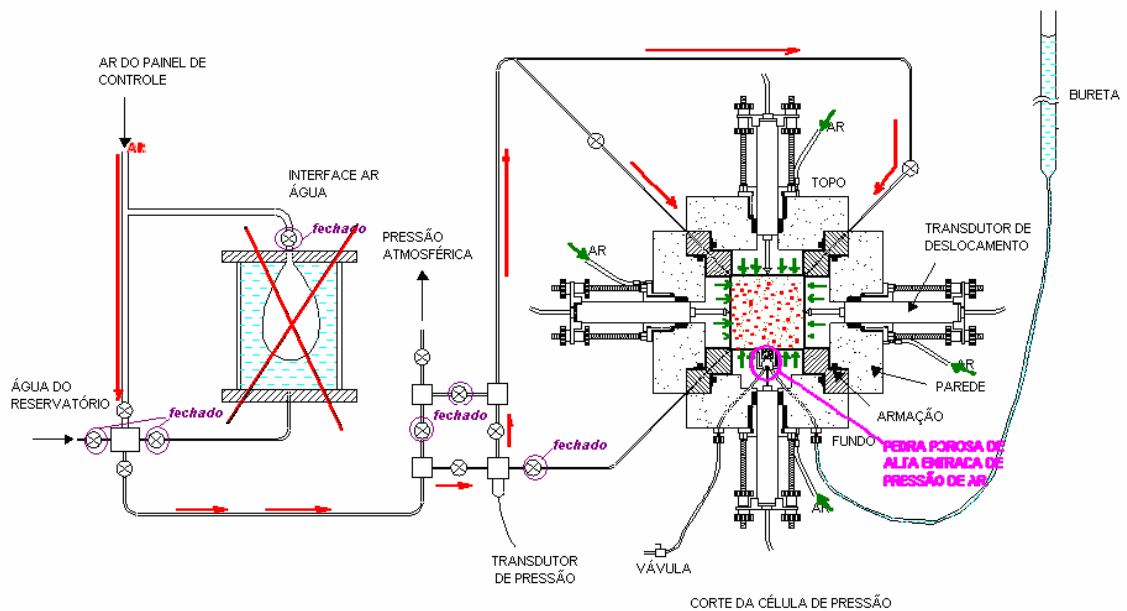 AR DO PAINEL DE
CONTROLE
AR
INTERFACE AR
ÁGUA
fechado
PRESSÃO
ATMOSFÉRICA
ÁGUA DO
RESERVATÓRIO
fechado
fechado
fechado
TRANSDUTOR
DE PRESSÃO
AR
TOPO
BURETA
TRANSDUTOR DE
DESLOCAMENTO
AR
AR
PAREDE
ARMAÇÃO
FUNDO
PEDRA POROSA DE
ALTA ENTRACA DE
PRESSÃO DE AR
AR
VÁVULA
CORTE DA CÉLULA DE PRESSÃO